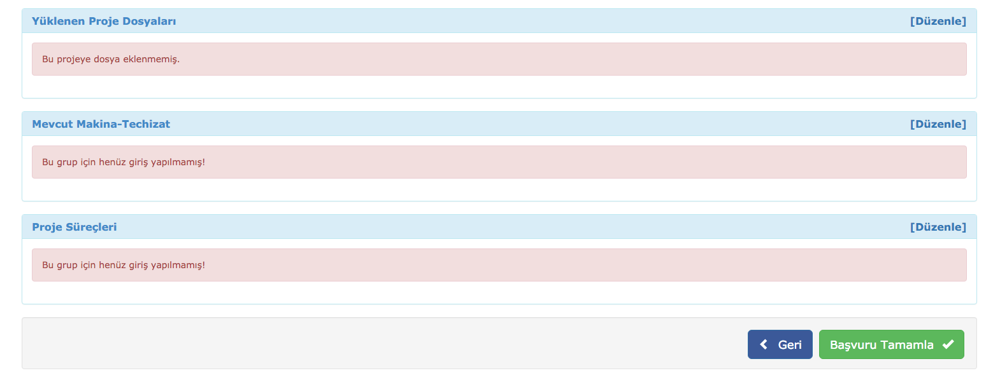 Yüklenen Proje Dosyaları [Düzenle]
Bu projeye dosya eklenmemiş.
Mevcut Makina-Techizat [Düzenle]
Bu grup için henüz giriş yapılmamış!
Proje Süreçleri [Düzenle]
Bu grup için henüz giriş yapılmamış!
Geri Başvuru Tamamla